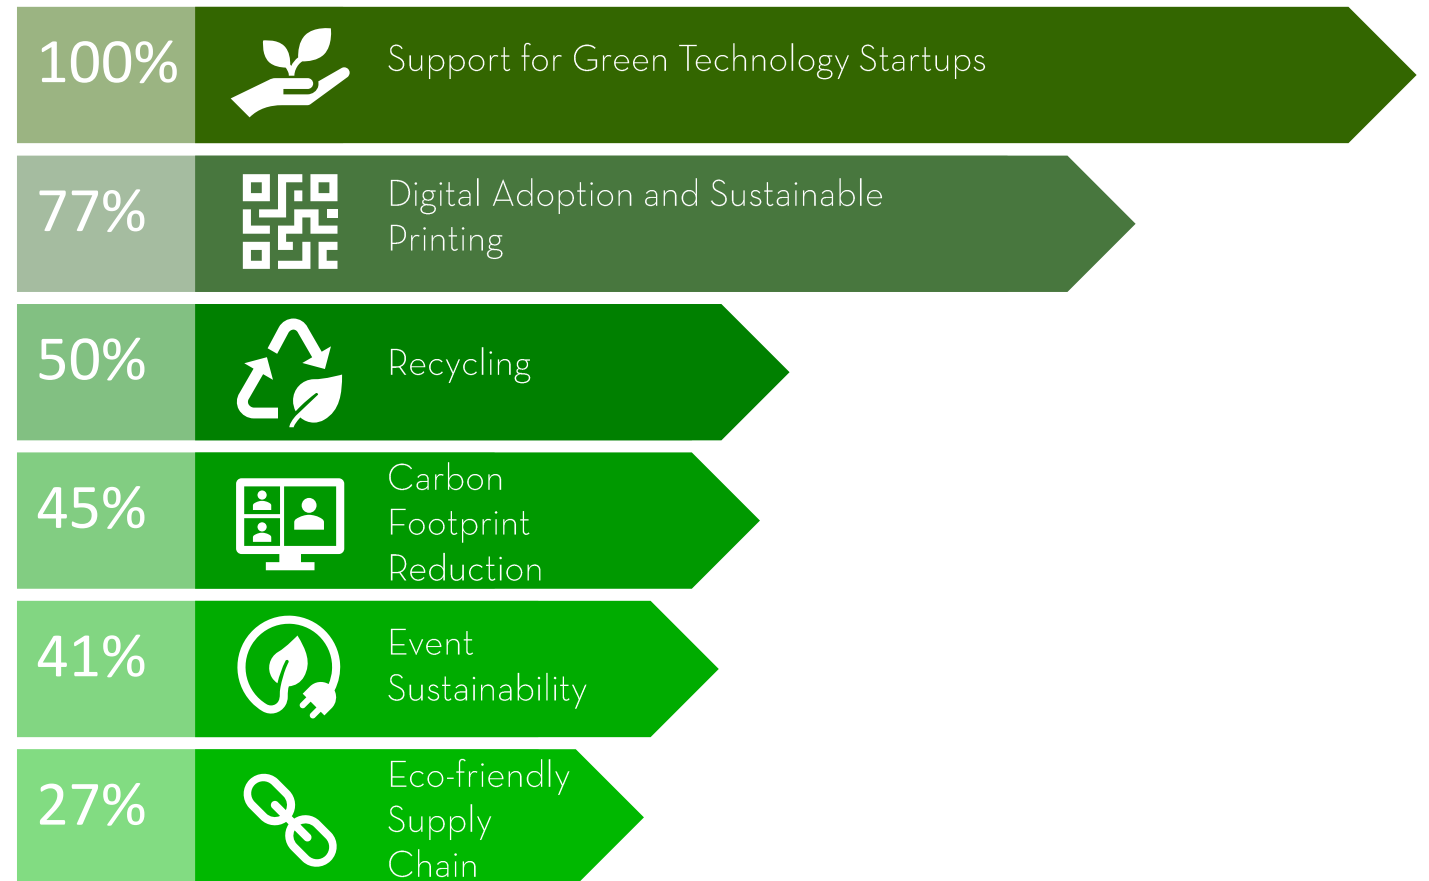 100%
Support for Green Technology Startups
77%
Digital Adoption and Sustainable
Printing
50%
Recycling
45%
Carbon
Footprint
Reduction
41%
Event
Sustainability
27%
Eco-friendly
Supply
Chain